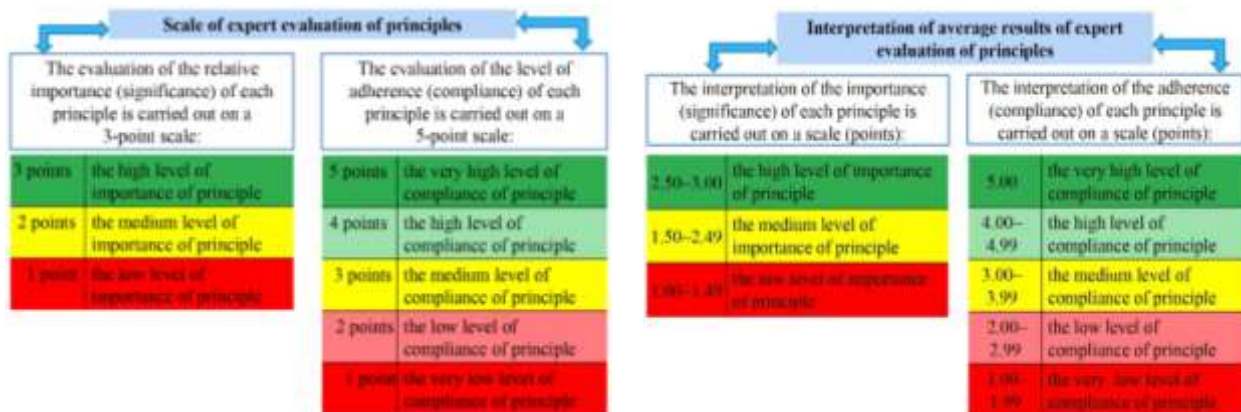 Scale of expert evaluation of principles
The evaluation of the relative
importance (significance) of each
principle is carried out on a
3-point scale:
3 points
the high level of
importance of principle
2 points
the medium level of
importance of principle
1 point
the low level of
importance of principle
The evaluation of the level of
adherence (compliance) of each
principle is carried out on a
5-point scale:
5 points
the very high level of
compliance of principle
4 points
the high level of
compliance of principle
3 points
the medium level of
compliance of principle
2 points
the low level of
compliance of principle
1 point
the very low level of
compliance of principle
Interpretation of average results of expert
evaluation of principles
The interpretation of the importance
(significance) of each principle is
carried out on a scale (points):
2.50–3.00
the high level of importance
of principle
1.50–2.49
the medium level of
importance of principle
1.00–1.49
the low level of importance
of principle
The interpretation of the adherence
(compliance) of each principle is
carried out on a scale (points):
5.00
the very high level of
compliance of principle
4.00–
4.99
the high level of
compliance of principle
3.00–
3.99
the medium level of
compliance of principle
2.00–
2.99
the low level of
compliance of principle
1.00–
1.99
the very low level of
compliance of principle